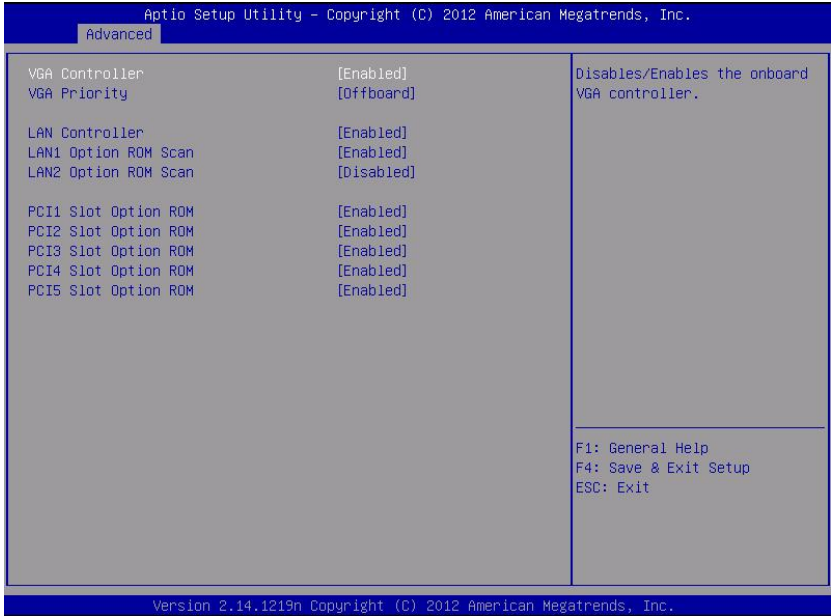 Aptio Setup Utility – Copyright (C) 2012 American Megatrends, Inc.
Advanced
VGA Controller [Enabled]
VGA Priority [Offboard]
LAN Controller [Enabled]
LAN1 Option ROM Scan [Enabled]
LAN2 Option ROM Scan [Disabled]
PCI1 Slot Option ROM [Enabled]
PCI2 Slot Option ROM [Enabled]
PCI3 Slot Option ROM [Enabled]
PCI4 Slot Option ROM [Enabled]
PCI5 Slot Option ROM [Enabled]
Disables/Enables the onboard
VGA controller.
F1: General Help
F4: Save & Exit Setup
ESC: Exit
Version 2.14.1219n Copyright (C) 2012 American Megatrends, Inc.